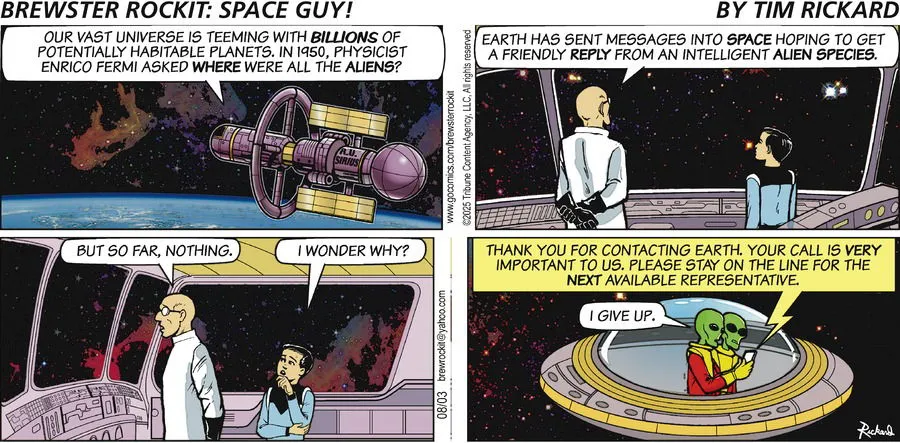 BREWSTER ROCKIT: SPACE GUY!
BY TIM RICKARD
OUR VAST UNIVERSE IS TEEMING WITH BILLIONS OF
POTENTIALLY HABITABLE PLANETS. IN 1950, PHYSICIST
ENRICO FERMI ASKED WHERE WERE ALL THE ALIENS?
R.U.
SIRIUS
www.gocomics.com/brewsterrockit
©2025 Tribune Content Agency, LLC. All rights reserved
EARTH HAS SENT MESSAGES INTO SPACE HOPING TO GET
A FRIENDLY REPLY FROM AN INTELLIGENT ALIEN SPECIES.
BUT SO FAR, NOTHING.
I WONDER WHY?
08/03 brewrockit@yahoo.com
THANK YOU FOR CONTACTING EARTH. YOUR CALL IS VERY
IMPORTANT TO US. PLEASE STAY ON THE LINE FOR THE
NEXT AVAILABLE REPRESENTATIVE.
I GIVE UP.
Rickard